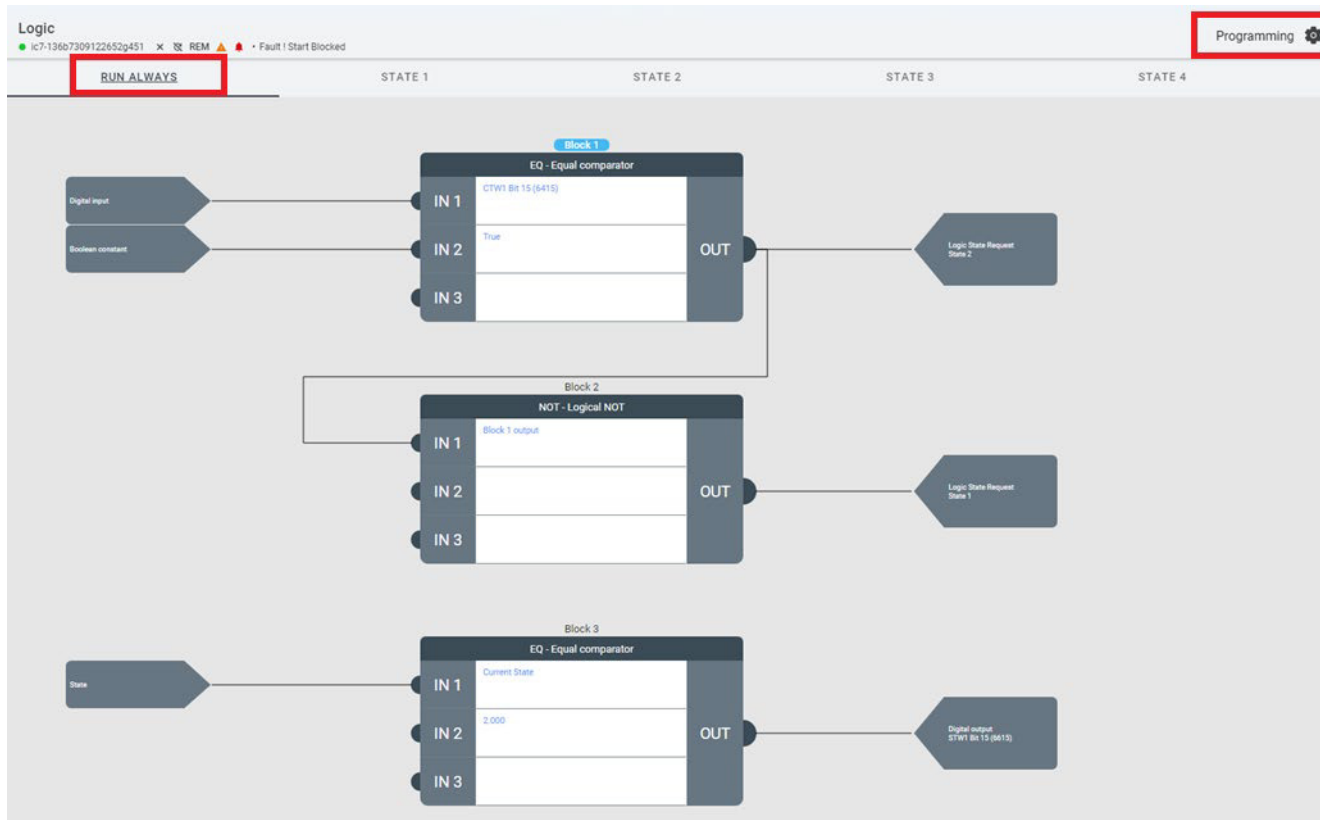 Logic
ic7-136b7309122652g451 REM • Fault ! Start Blocked
Programming
RUN ALWAYS STATE 1 STATE 2 STATE 3 STATE 4
Block 1
EQ - Equal comparator
Digital input
IN 1
CTW1 Bit 15 (6415)
Boolean constant
IN 2
True
OUT
Logic State Request
State 2
IN 3
Block 2
NOT - Logical NOT
IN 1
Block 1 output
IN 2
OUT
Logic State Request
State 1
IN 3
Block 3
EQ - Equal comparator
State
IN 1
Current State
IN 2
2.000
OUT
Digital output
STW1 Bit 15 (6615)
IN 3